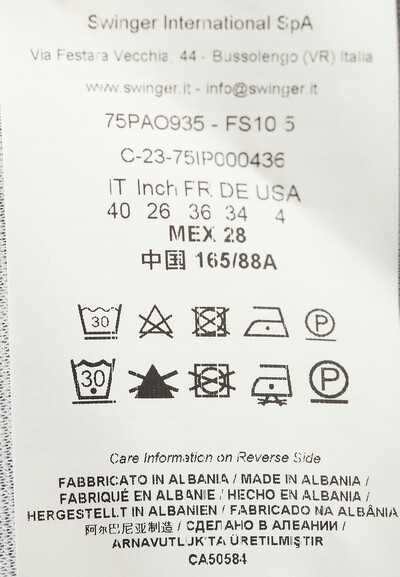 Swinger International SpA
Via Festara Vecchia, 44 - Bussolengo (VR) Italia
www.swinger.it - info@swinger.it
75PAO935 - FS10 5
C-23-75IP000436
IT Inch FR DE USA
40 26 36 34 4
MEX 28
中国 165/88A
30 P
30 P
Care Information on Reverse Side
FABBRICATO IN ALBANIA / MADE IN ALBANIA /
FABRIQUÉ EN ALBANIE / HECHO EN ALBANIA /
HERGESTELLT IN ALBANIEN / FABRICADO NA ALBÂNIA
阿尔巴尼亚制造 / СДЕЛАНО В АЛБАНИИ /
ARNAVUTLUK'TA ÜRETILMIŞTIR
CA50584